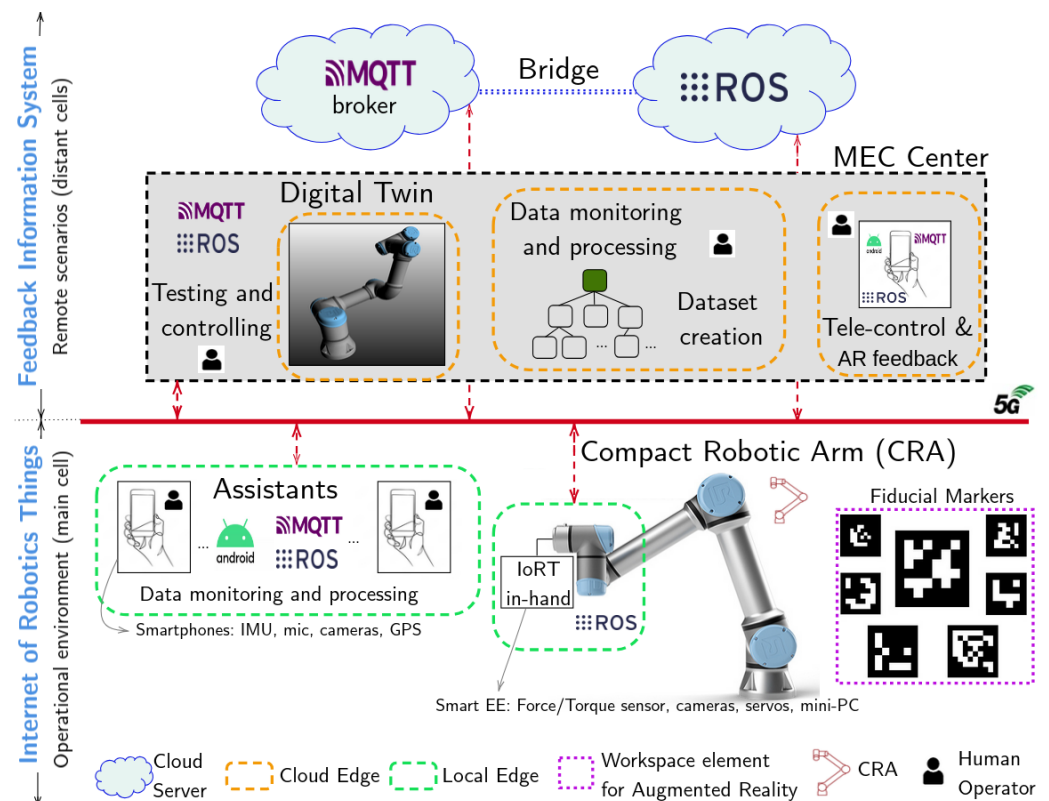 Feedback Information System
Remote scenarios (distant cells)
Internet of Robotics Things
Operational environment (main cell)
MQTT
broker
Bridge
ROS
MEC Center
MQTT
ROS
Testing and
controlling
Digital Twin
Data monitoring
and processing
Dataset
creation
... ...
android
MQTT
ROS
Tele-control &
AR feedback
5G
Assistants
...
android
MQTT
ROS
...
Data monitoring and processing
Smartphones: IMU, mic, cameras, GPS
Compact Robotic Arm (CRA)
IoRT
in-hand
ROS
Smart EE: Force/Torque sensor, cameras, servos, mini-PC
Fiducial Markers
Cloud
Server
Cloud Edge
Local Edge
Workspace element
for Augmented Reality
CRA
Human
Operator